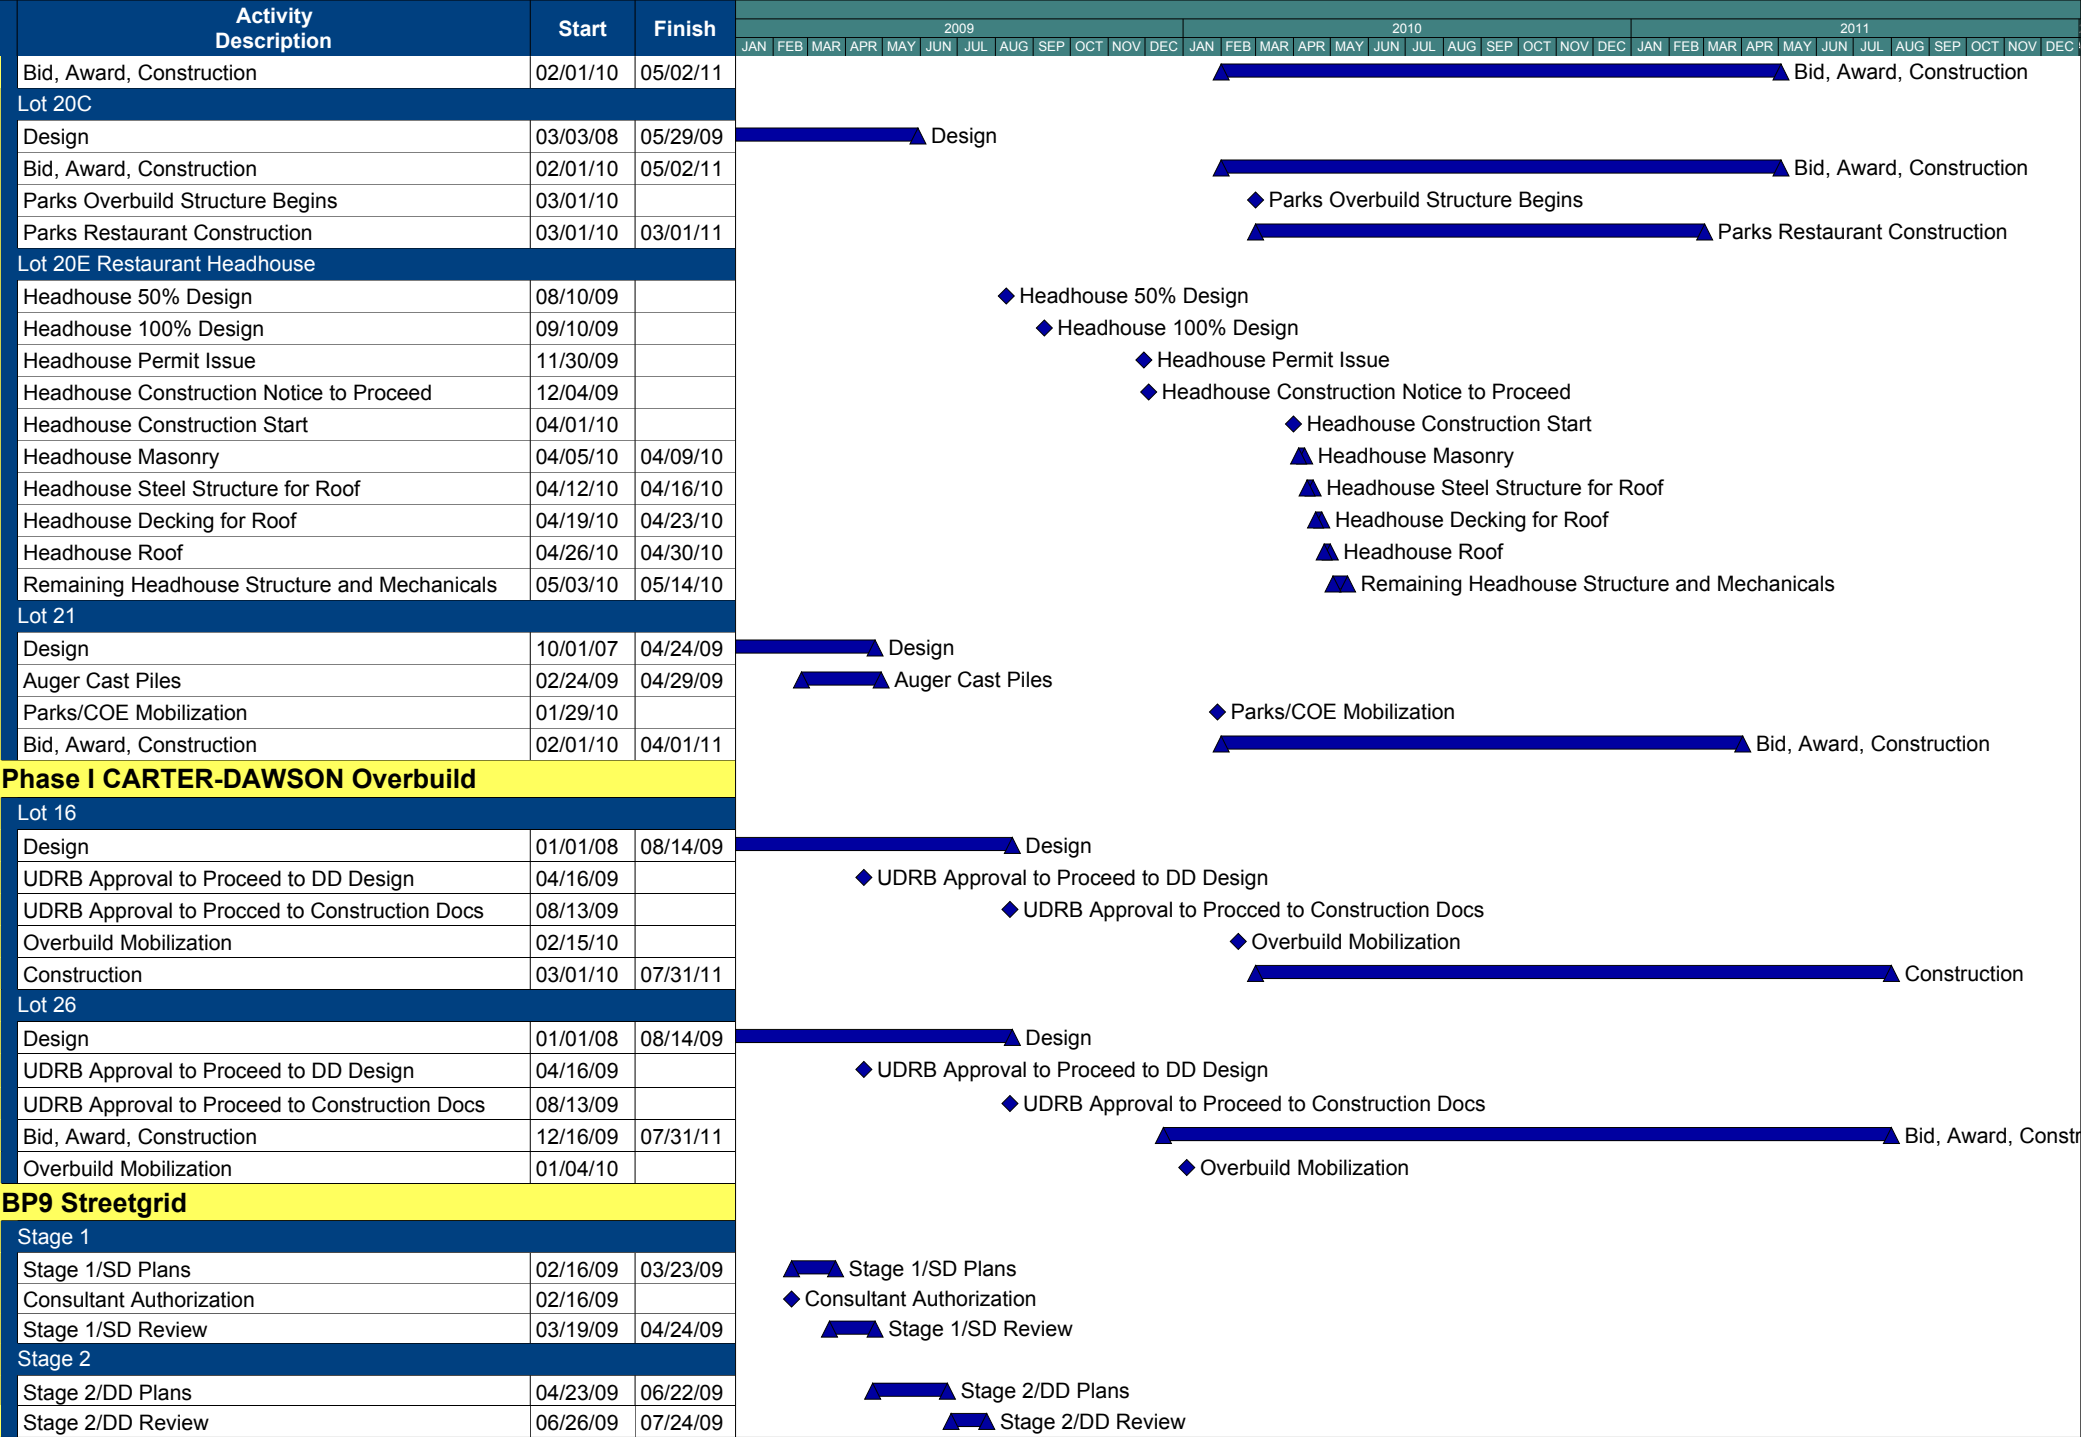 Activity Description Start Finish
2009 2010 2011
JAN FEB MAR APR MAY JUN JUL AUG SEP OCT NOV DEC JAN FEB MAR APR MAY JUN JUL AUG SEP OCT NOV DEC JAN FEB MAR APR MAY JUN JUL AUG SEP OCT NOV DEC
Bid, Award, Construction 02/01/10 05/02/11 Bid, Award, Construction
Lot 20C
Design 03/03/08 05/29/09 Design
Bid, Award, Construction 02/01/10 05/02/11 Bid, Award, Construction
Parks Overbuild Structure Begins 03/01/10 Parks Overbuild Structure Begins
Parks Restaurant Construction 03/01/10 03/01/11 Parks Restaurant Construction
Lot 20E Restaurant Headhouse
Headhouse 50% Design 08/10/09 Headhouse 50% Design
Headhouse 100% Design 09/10/09 Headhouse 100% Design
Headhouse Permit Issue 11/30/09 Headhouse Permit Issue
Headhouse Construction Notice to Proceed 12/04/09 Headhouse Construction Notice to Proceed
Headhouse Construction Start 04/01/10 Headhouse Construction Start
Headhouse Masonry 04/05/10 04/09/10 Headhouse Masonry
Headhouse Steel Structure for Roof 04/12/10 04/16/10 Headhouse Steel Structure for Roof
Headhouse Decking for Roof 04/19/10 04/23/10 Headhouse Decking for Roof
Headhouse Roof 04/26/10 04/30/10 Headhouse Roof
Remaining Headhouse Structure and Mechanicals 05/03/10 05/14/10 Remaining Headhouse Structure and Mechanicals
Lot 21
Design 10/01/07 04/24/09 Design
Auger Cast Piles 02/24/09 04/29/09 Auger Cast Piles
Parks/COE Mobilization 01/29/10 Parks/COE Mobilization
Bid, Award, Construction 02/01/10 04/01/11 Bid, Award, Construction
Phase I CARTER-DAWSON Overbuild
Lot 16
Design 01/01/08 08/14/09 Design
UDRB Approval to Proceed to DD Design 04/16/09 UDRB Approval to Proceed to DD Design
UDRB Approval to Procced to Construction Docs 08/13/09 UDRB Approval to Procced to Construction Docs
Overbuild Mobilization 02/15/10 Overbuild Mobilization
Construction 03/01/10 07/31/11 Construction
Lot 26
Design 01/01/08 08/14/09 Design
UDRB Approval to Proceed to DD Design 04/16/09 UDRB Approval to Proceed to DD Design
UDRB Approval to Proceed to Construction Docs 08/13/09 UDRB Approval to Proceed to Construction Docs
Bid, Award, Construction 12/16/09 07/31/11 Bid, Award, Constr
Overbuild Mobilization 01/04/10 Overbuild Mobilization
BP9 Streetgrid
Stage 1
Stage 1/SD Plans 02/16/09 03/23/09 Stage 1/SD Plans
Consultant Authorization 02/16/09 Consultant Authorization
Stage 1/SD Review 03/19/09 04/24/09 Stage 1/SD Review
Stage 2
Stage 2/DD Plans 04/23/09 06/22/09 Stage 2/DD Plans
Stage 2/DD Review 06/26/09 07/24/09 Stage 2/DD Review